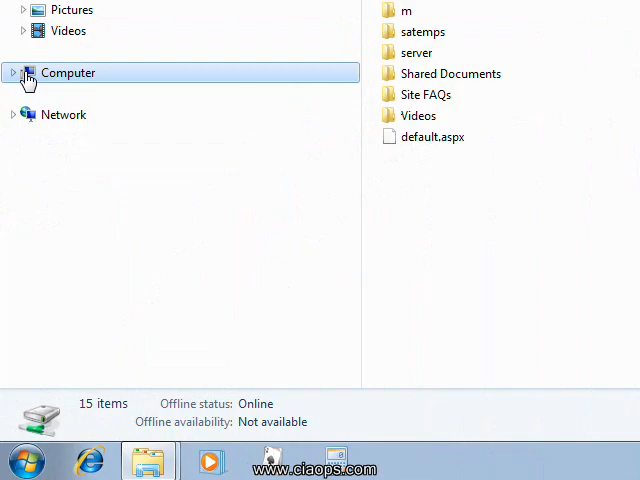 Pictures
Videos
Computer
Network
m
satemps
server
Shared Documents
Site FAQs
Videos
default.aspx
15 items
Offline status: Online
Offline availability: Not available
www.ciaops.com